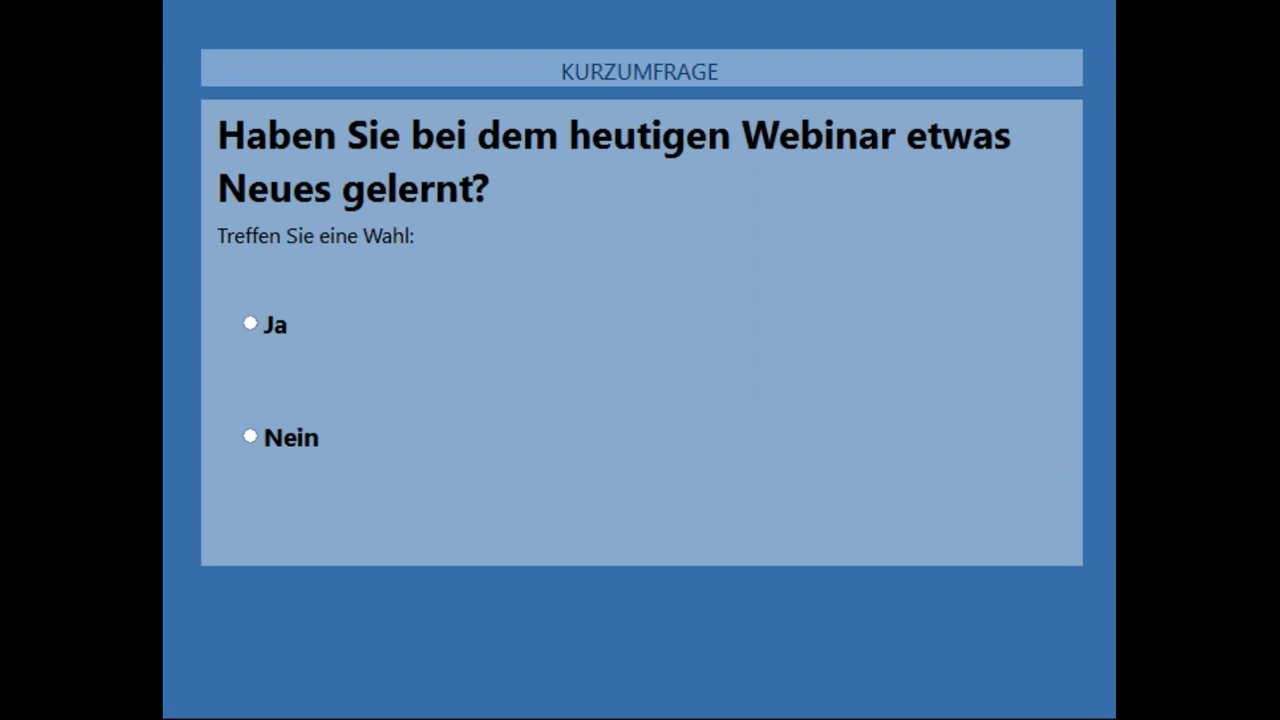 KURZUMFRAGE
Haben Sie bei dem heutigen Webinar etwas
Neues gelernt?
Treffen Sie eine Wahl:
Ja
Nein